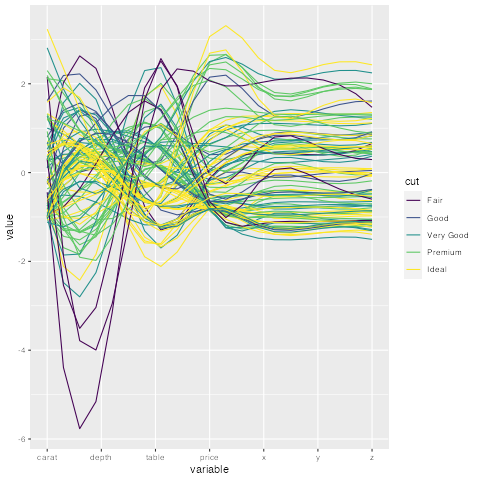 2
0
-2
-4
-6
value
carat depth table price x y z
variable
cut
Fair
Good
Very Good
Premium
Ideal